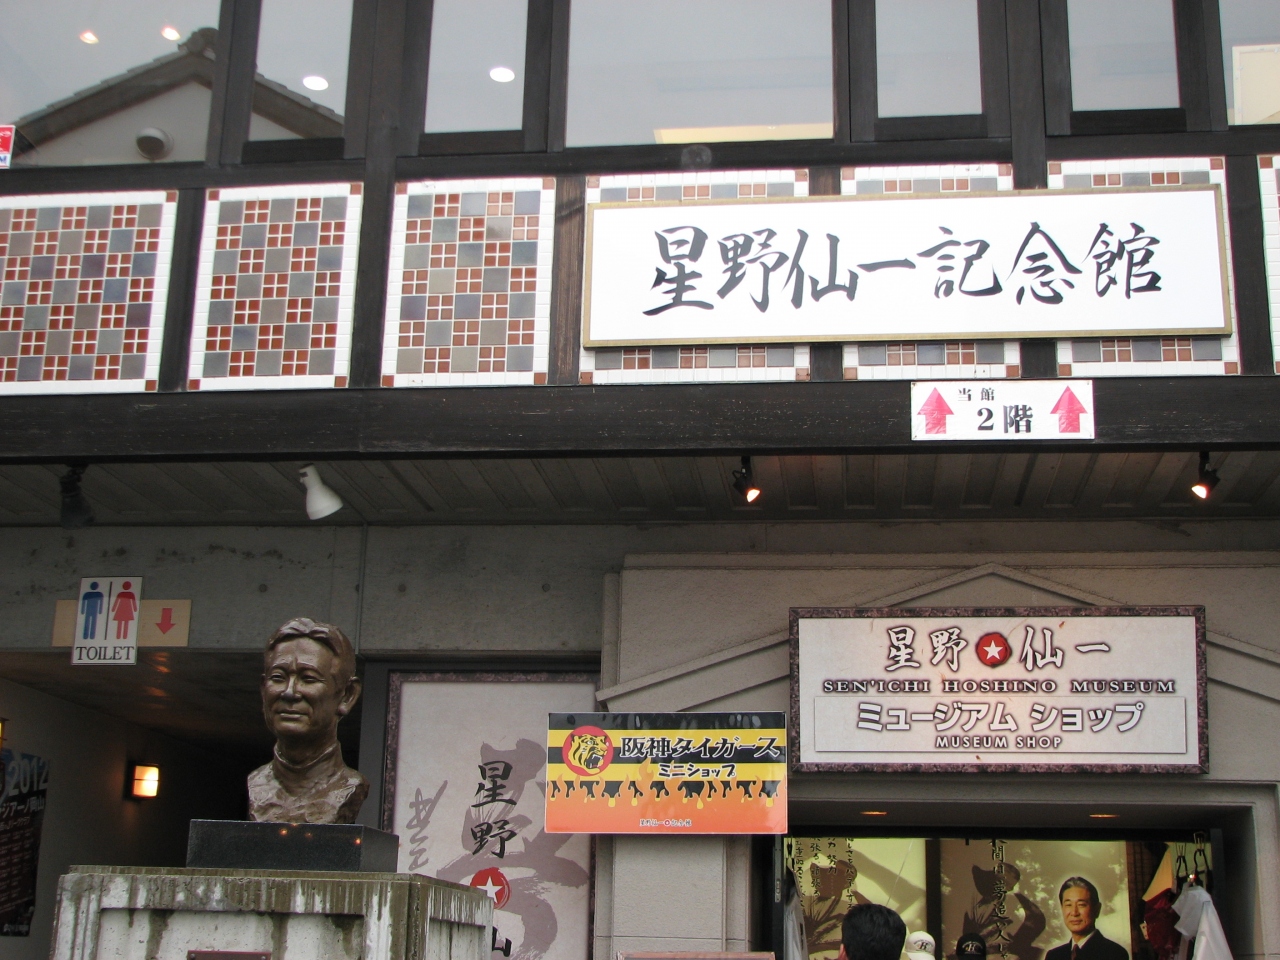 星野仙一記念館
当館
2階
TOILET
星野仙一
SEN'ICHI HOSHINO MUSEUM
ミュージアム ショップ
MUSEUM SHOP
阪神タイガース
ミニショップ
星野
2012